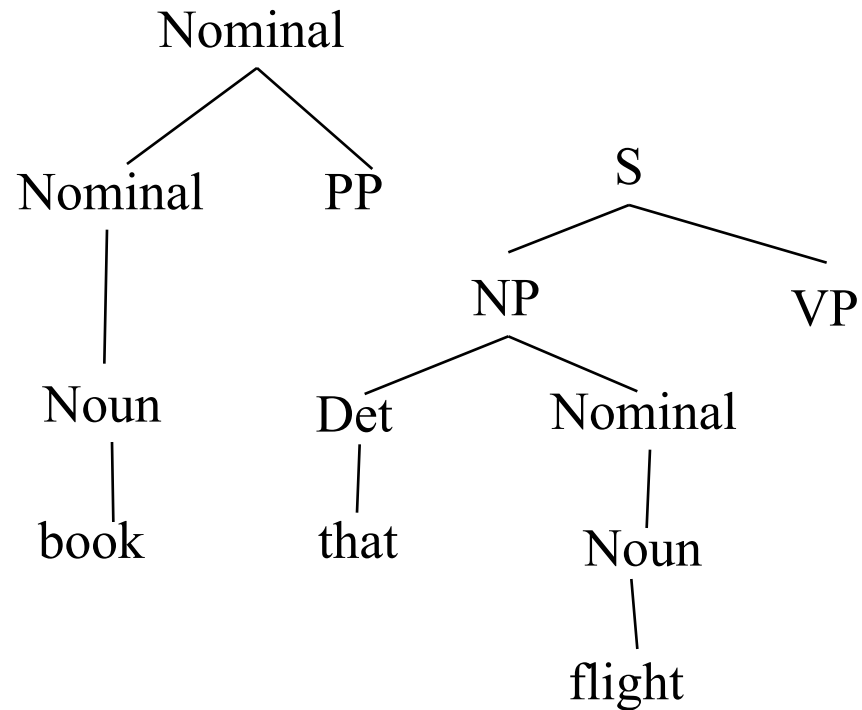 Nominal
Nominal PP
S
NP VP
Noun Det Nominal
book that Noun
flight